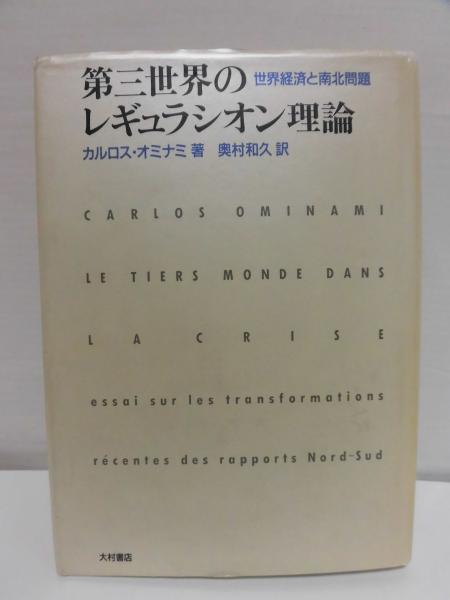 第三世界の 世界経済と南北問題
レギュラシオン理論
カルロス・オミナミ 著 奥村和久 訳
CARLOS OMINAMI
LE TIERS MONDE DANS
LA CRISE
essai sur les transformations
récentes des rapports Nord-Sud
大村書店